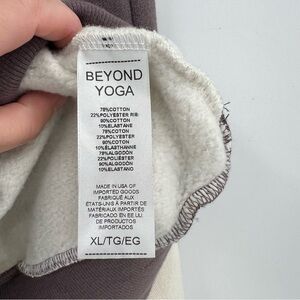 BEYOND
YOGA
78%COTTON
22%POLYESTER RIB:
90%COTTON
10%ELASTANE
78%COTON
22%POLYESTER
90%COTON
10%ELASTHANNE
78%ALGODÓN
22%POLIÉSTER
90%ALGODÓN
10%ELASTANO
MADE IN USA OF
IMPORTED GOODS
FABRIQUÉ AUX
ÉTATS-UNIS À PARTIR DE
MATÉRIAUX IMPORTÉS
FABRICADO EN EE.UU.
DE PRODUCTOS
IMPORTADOS
XL/TG/EG